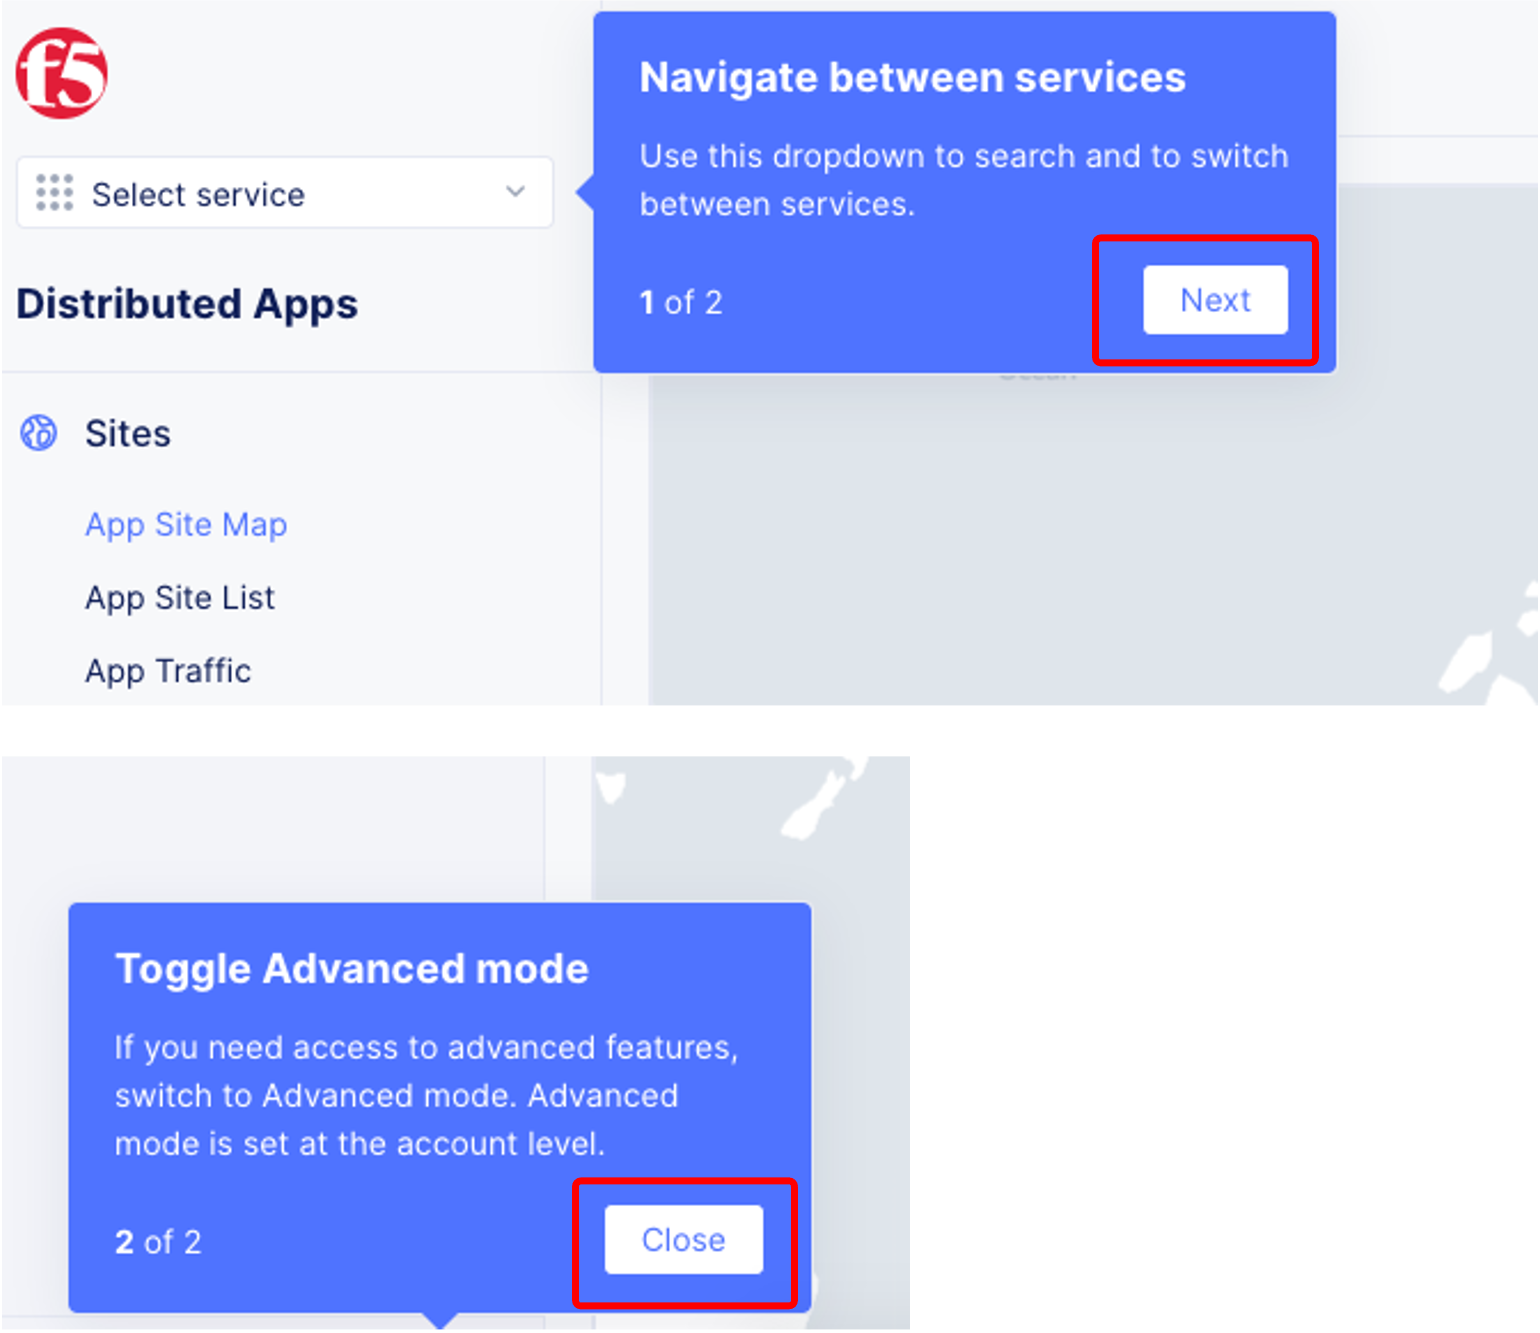 f5
Navigate between services
Use this dropdown to search and to switch
between services.
1 of 2
Next
Select service
Distributed Apps
Sites
App Site Map
App Site List
App Traffic
Toggle Advanced mode
If you need access to advanced features,
switch to Advanced mode. Advanced
mode is set at the account level.
2 of 2
Close